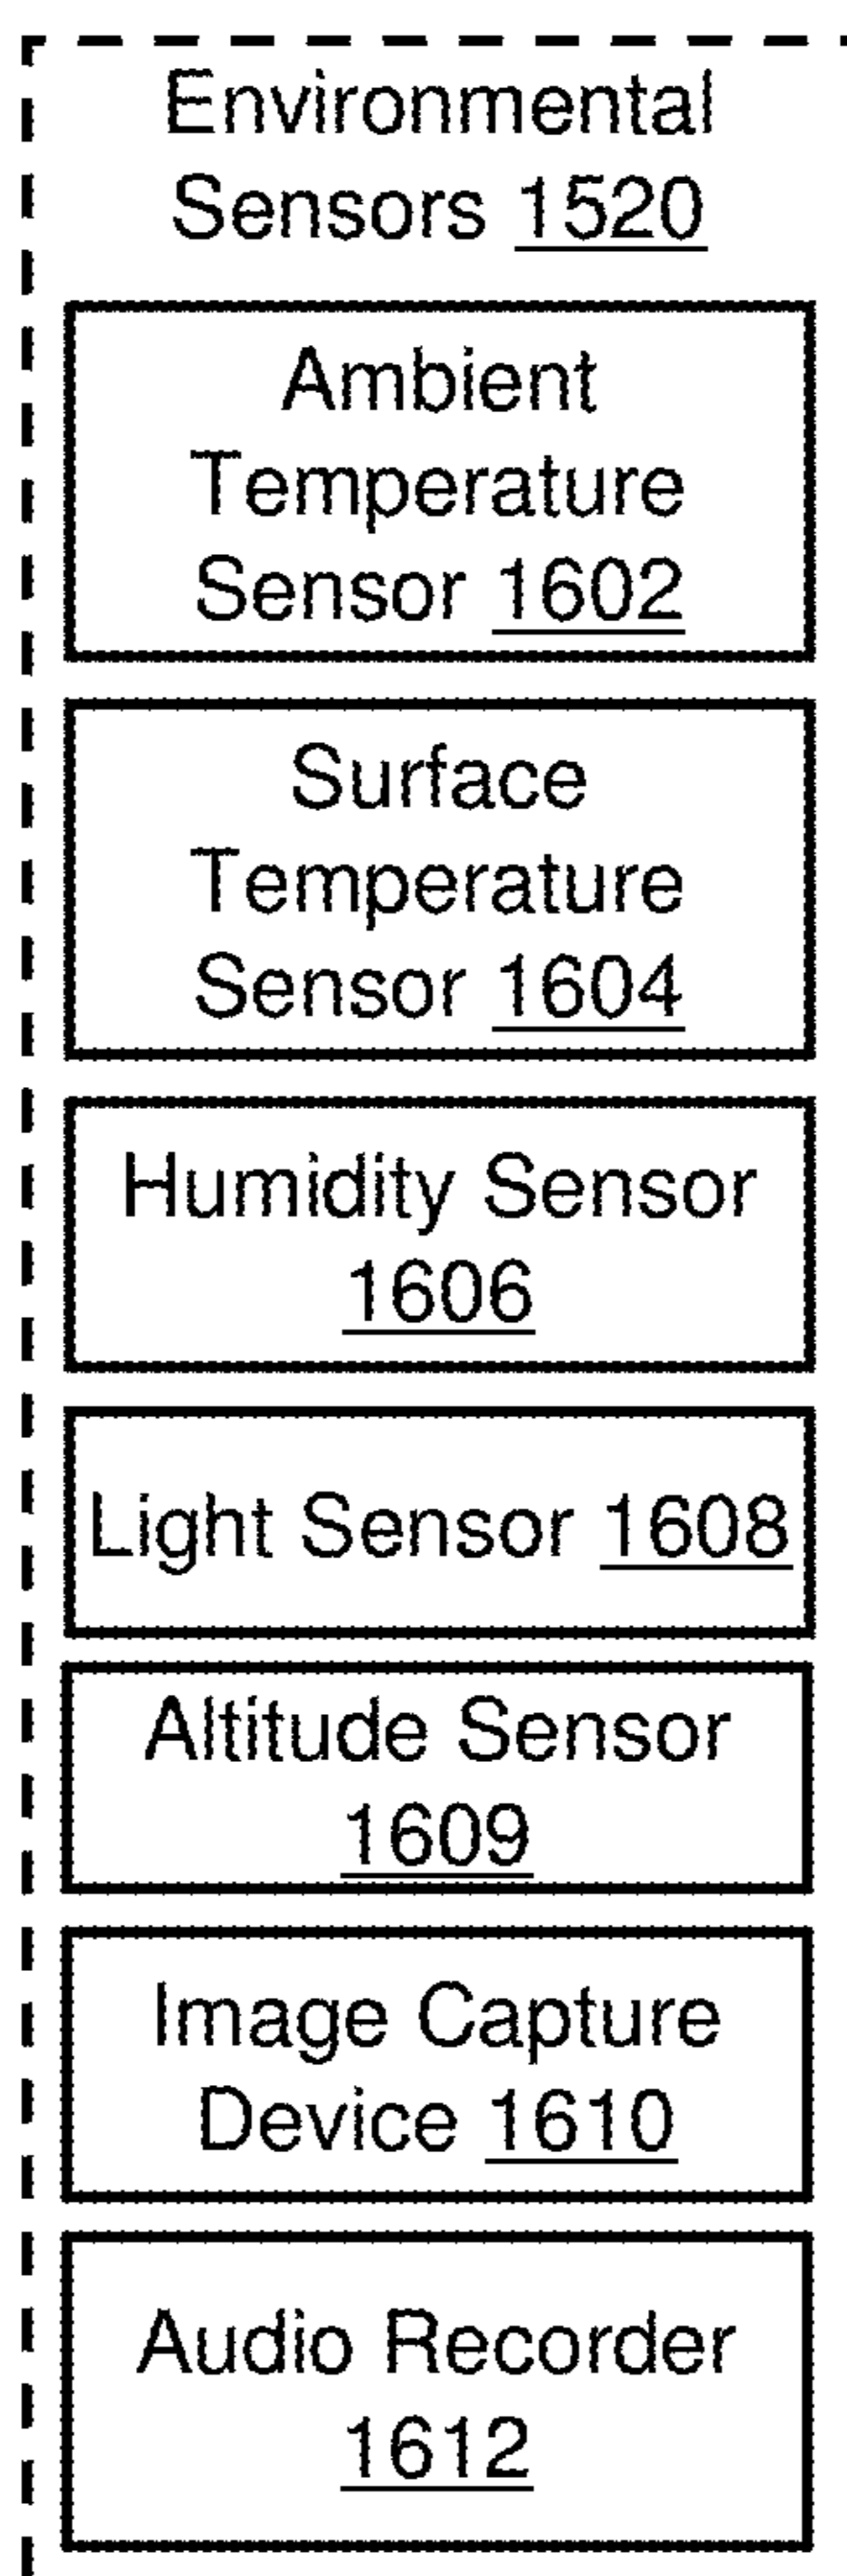 Environmental
Sensors 1520
Ambient
Temperature
Sensor 1602
Surface
Temperature
Sensor 1604
Humidity Sensor
1606
Light Sensor 1608
Altitude Sensor
1609
Image Capture
Device 1610
Audio Recorder
1612